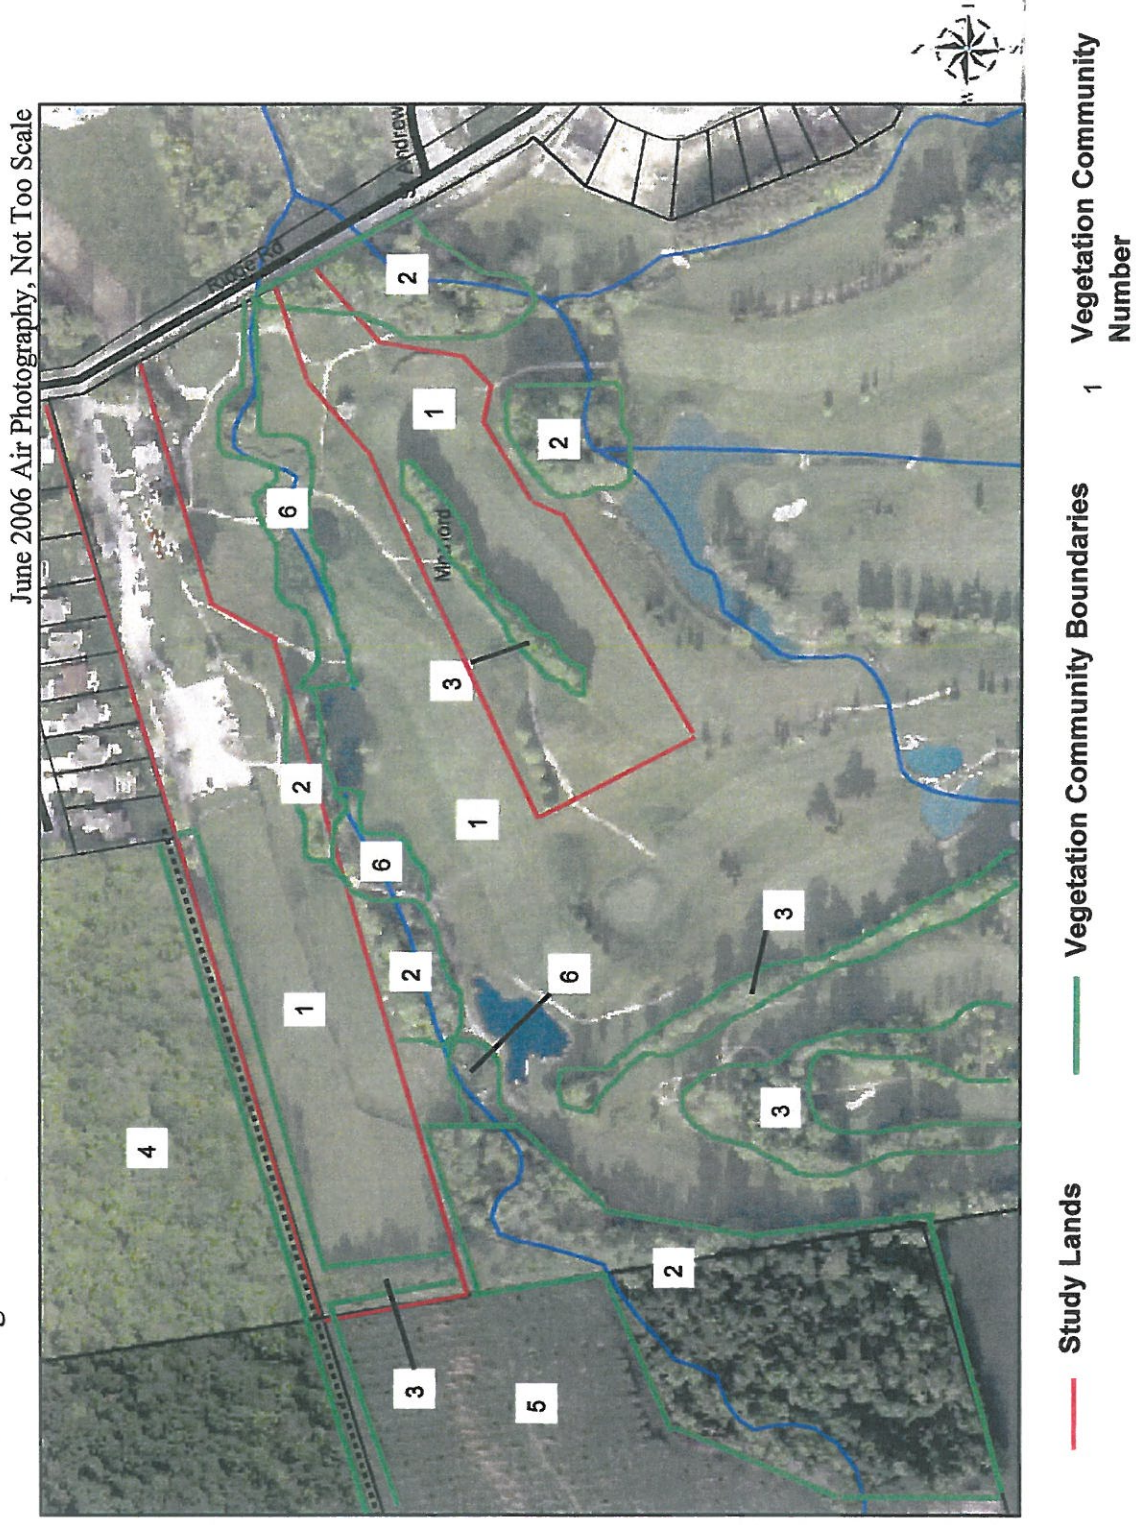 June 2006 Air Photography, Not Too Scale
Ridge Rd
St Andrew
2
1
2
6
3
2
1
6
2
6
3
1
3
4
2
3
5
W
S
Study Lands
Vegetation Community Boundaries
1 Vegetation Community
Number